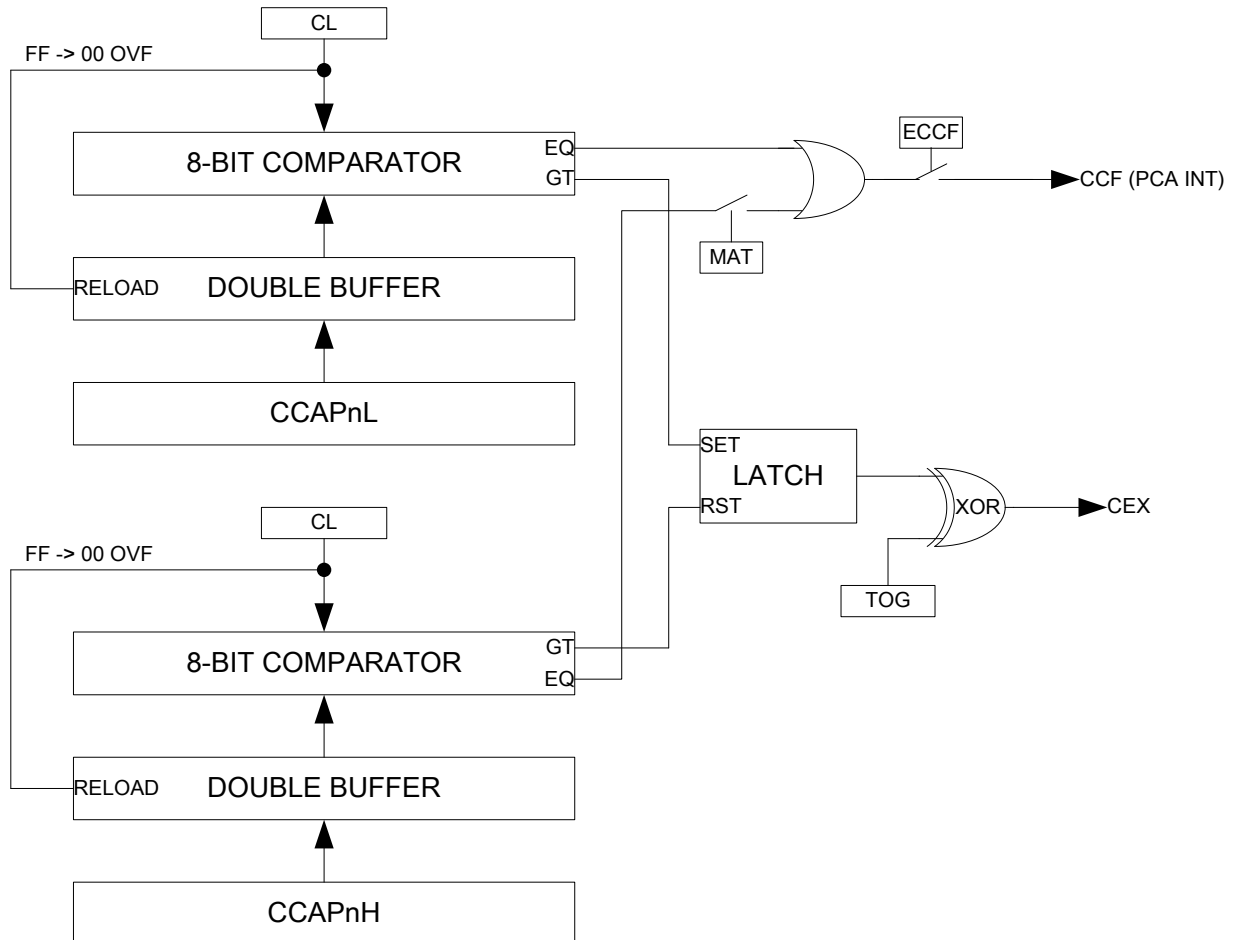 CL
FF -> 00 OVF
8-BIT COMPARATOR
EQ
GT
ECCF
CCF (PCA INT)
MAT
RELOAD
DOUBLE BUFFER
CCAPnL
SET
LATCH
RST
XOR
CEX
TOG
CL
FF -> 00 OVF
8-BIT COMPARATOR
GT
EQ
RELOAD
DOUBLE BUFFER
CCAPnH